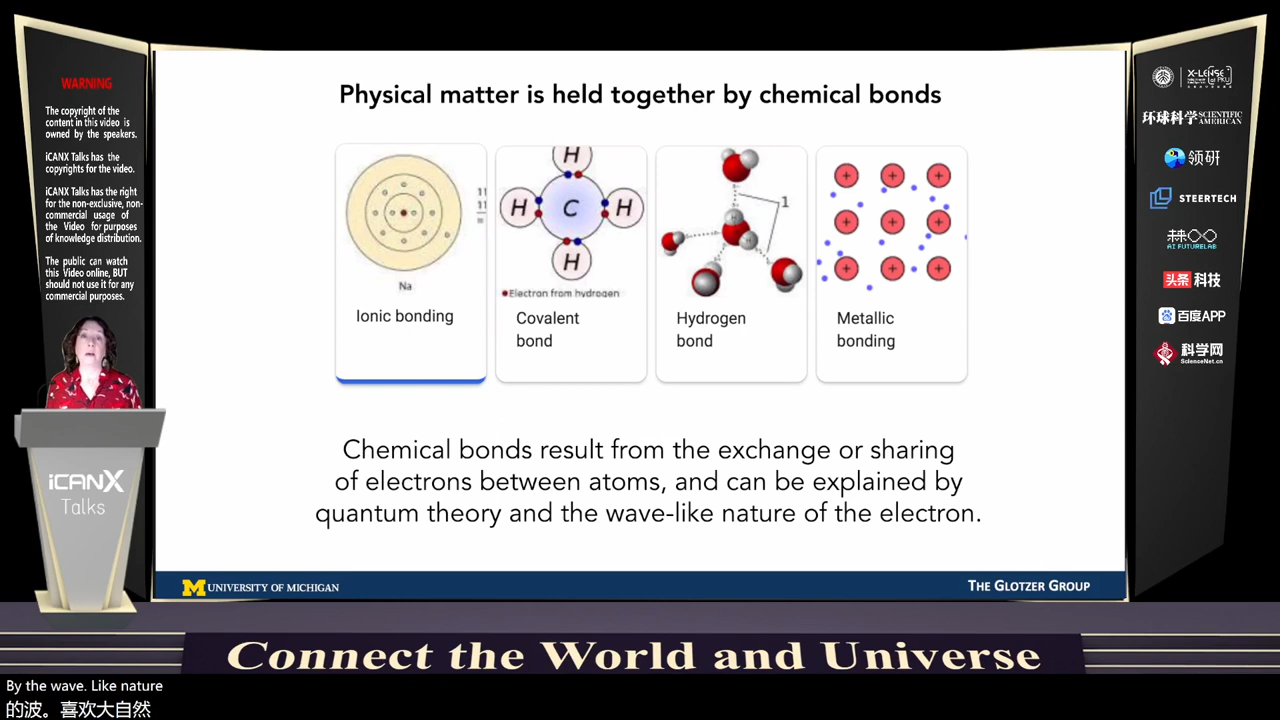 WARNING
The copyright of the
content in this video is
owned by the speakers.
iCANX Talks has the
copyrights for the video.
iCANX Talks has the right
for the non-exclusive, non-
commercial usage of
the Video for purposes
of knowledge distribution.
The public can watch
this Video online, BUT
should not use it for any
commercial purposes.
iCANX
Talks
Physical matter is held together by chemical bonds
Na
Ionic bonding
11
11
=
H
H C H
H
Electron from hydrogen
Covalent
bond
1
Hydrogen
bond
+ + +
+ + +
+ + +
Metallic
bonding
Chemical bonds result from the exchange or sharing
of electrons between atoms, and can be explained by
quantum theory and the wave-like nature of the electron.
M UNIVERSITY OF MICHIGAN
THE GLOTZER GROUP
X-LENSE
环球科学 SCIENTIFIC AMERICAN
领研
STEERTECH
AI FUTURELAB
头条 科技
百度APP
科学网
ScienceNet.cn
Connect the World and Universe
By the wave. Like nature
的波。喜欢大自然